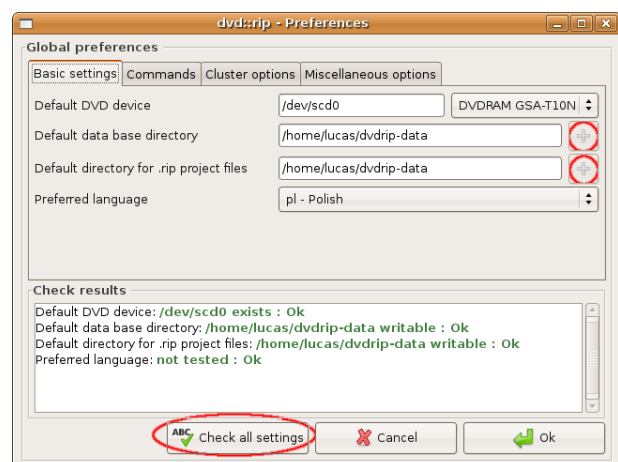 dvd::rip - Preferences
Global preferences
Basic settings Commands Cluster options Miscellaneous options
Default DVD device /dev/scd0 DVDRAM GSA-T10N
Default data base directory /home/lucas/dvdrip-data
Default directory for .rip project files /home/lucas/dvdrip-data
Preferred language pl - Polish
Check results
Default DVD device: /dev/scd0 exists : Ok
Default data base directory: /home/lucas/dvdrip-data writable : Ok
Default directory for .rip project files: /home/lucas/dvdrip-data writable : Ok
Preferred language: not tested : Ok
ABC Check all settings Cancel Ok